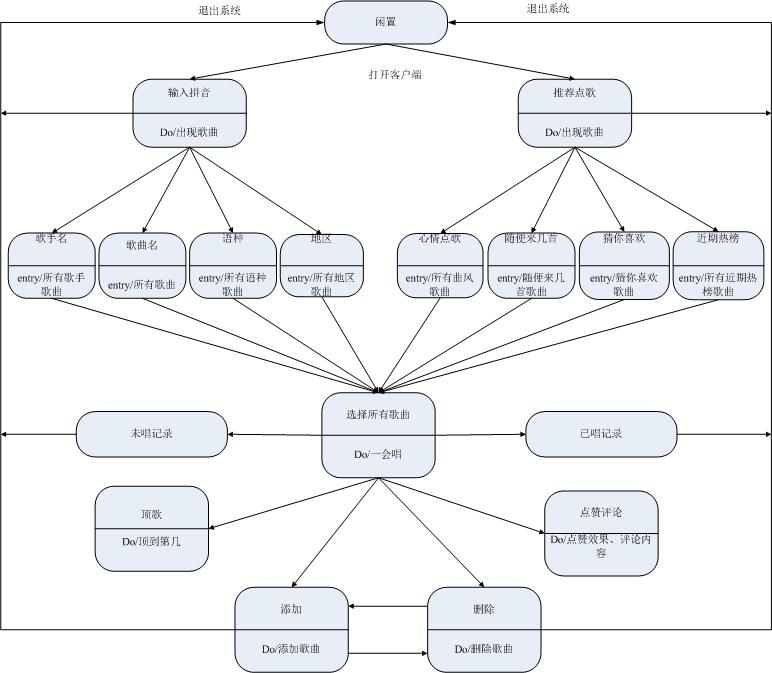 退出系统
退出系统
闲置
打开客户端
输入拼音
Do/出现歌曲
推荐点歌
Do/出现歌曲
歌手名
entry/所有歌手
歌曲
歌曲名
entry/所有歌曲
语种
entry/所有语种
歌曲
地区
entry/所有地区
歌曲
心情点歌
entry/所有曲风
歌曲
随便来几首
entry/随便来几
首歌曲
猜你喜欢
entry/猜你喜欢
歌曲
近期热榜
entry/所有近期热
榜歌曲
选择所有歌曲
Do/一会唱
未唱记录
已唱记录
顶歌
Do/顶到第几
点赞评论
Do/点赞效果、评论内
容
添加
Do/添加歌曲
删除
Do/删除歌曲